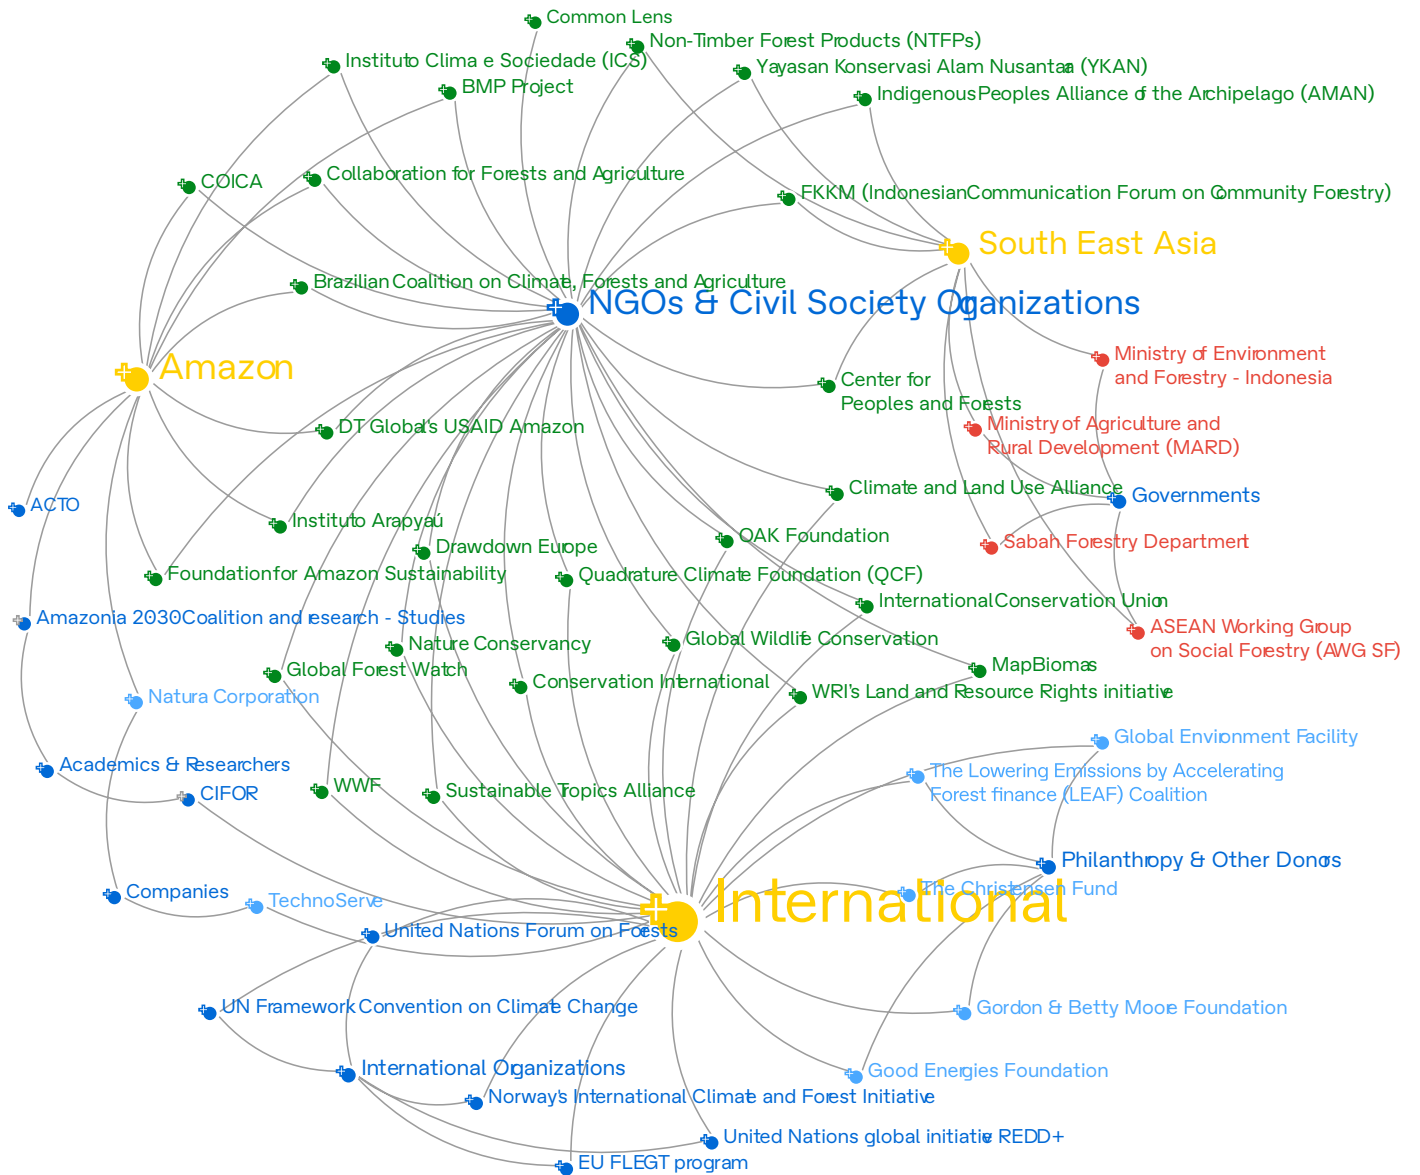 Common Lens
Non-Timber Forest Products (NTFPs)
Instituto Clima e Sociedade (ICS)
Yayasan Konservasi Alam Nusantara (YKAN)
BMP Project
Indigenous Peoples Alliance of the Archipelago (AMAN)
COICA
Collaboration for Forests and Agriculture
FKKM (Indonesian Communication Forum on Community Forestry)
South East Asia
Brazilian Coalition on Climate, Forests and Agriculture
NGOs & Civil Society Organizations
Amazon
Ministry of Environment
and Forestry - Indonesia
Center for
Peoples and Forests
DT Global's USAID Amazon
Ministry of Agriculture and
Rural Development (MARD)
Climate and Land Use Alliance
Governments
ACTO
Instituto Arapyaú
OAK Foundation
Sabah Forestry Department
Drawdown Europe
Foundation for Amazon Sustainability
Quadrature Climate Foundation (QCF)
International Conservation Union
Amazonia 2030 Coalition and research - Studies
ASEAN Working Group
on Social Forestry (AWG SF)
Nature Conservancy
Global Wildlife Conservation
Global Forest Watch
MapBiomas
Conservation International
WRI's Land and Resource Rights initiative
Natura Corporation
Global Environment Facility
Academics & Researchers
The Lowering Emissions by Accelerating
Forest finance (LEAF) Coalition
CIFOR
WWF
Sustainable Tropics Alliance
Philanthropy & Other Donors
Companies
TechnoServe
The Christensen Fund
International
United Nations Forum on Forests
UN Framework Convention on Climate Change
Gordon & Betty Moore Foundation
International Organizations
Good Energies Foundation
Norway's International Climate and Forest Initiative
United Nations global initiative REDD+
EU FLEGT program